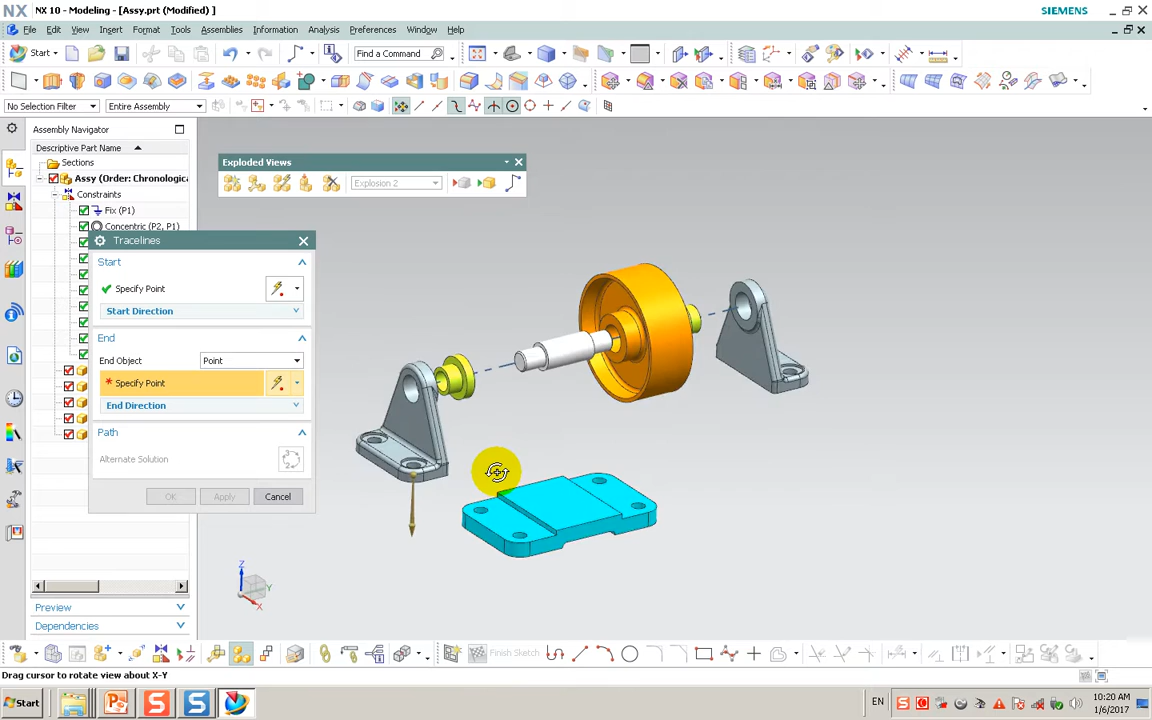 NX NX 10 - Modeling - [Assy.prt (Modified) ] SIEMENS
File Edit View Insert Format Tools Assemblies Information Analysis Preferences Window Help
Start Find a Command
No Selection Filter Entire Assembly
Assembly Navigator
Descriptive Part Name
Sections
Assy (Order: Chronologica
Constraints
Fix (P1)
Concentric (P2, P1)
Exploded Views
Explosion 2
Tracelines
Start
Specify Point
Start Direction
End
End Object Point
* Specify Point
End Direction
Path
Alternate Solution
OK Apply Cancel
Z
Y
X
Preview
Dependencies
Finish Sketch
Drag cursor to rotate view about X-Y
Start EN 10:20 AM
1/6/2017